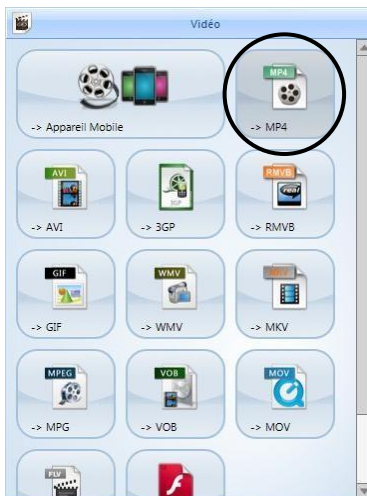 Vidéo
-> Appareil Mobile
MP4
-> MP4
AVI
-> AVI
3GP
-> 3GP
RMVB
real
-> RMVB
GIF
-> GIF
WMV
-> WMV
-> MKV
MPEG
-> MPG
VOB
-> VOB
MOV
-> MOV
FLV